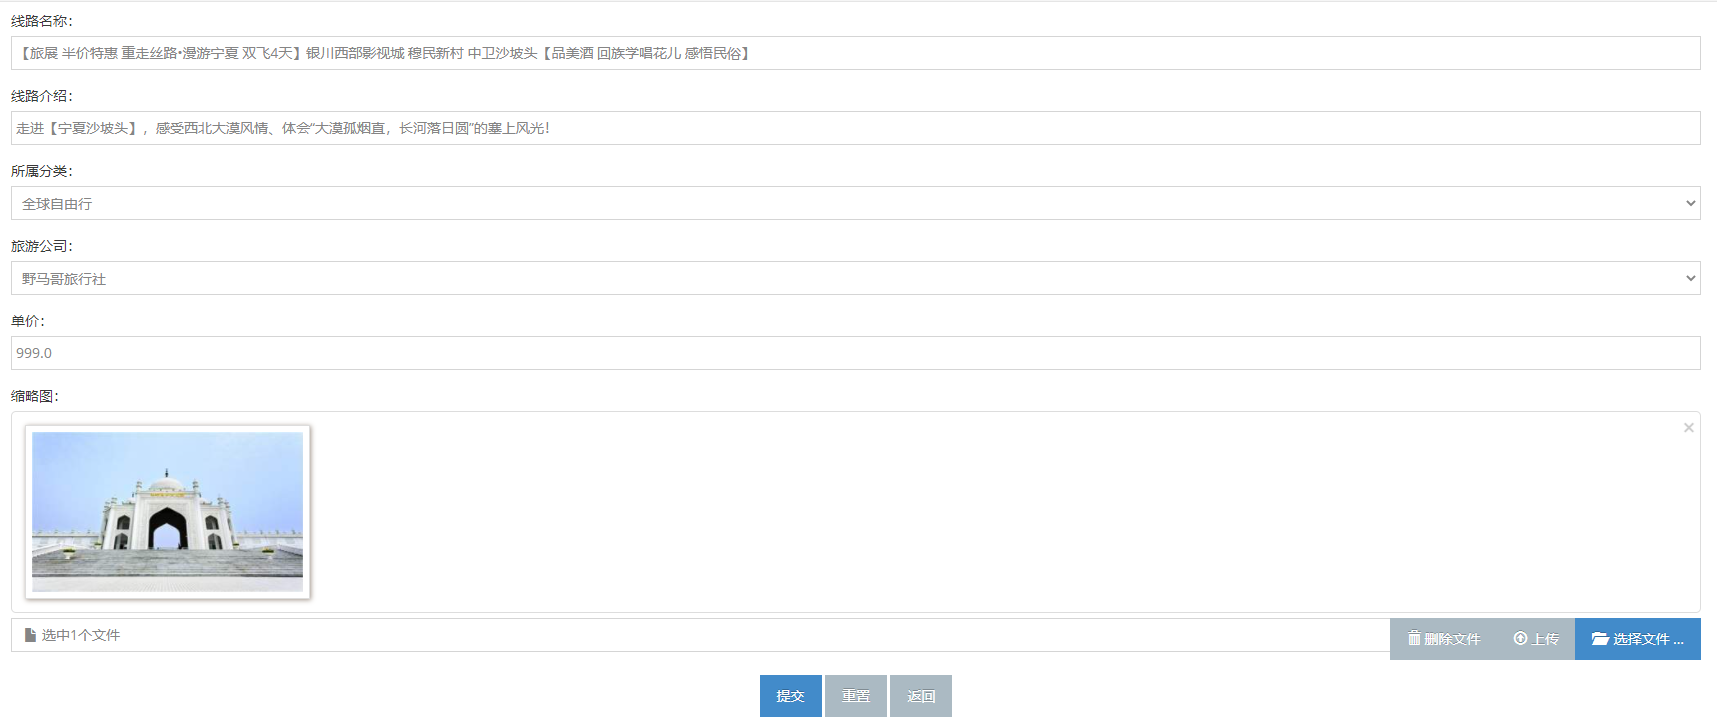 线路名称：
【旅展 半价特惠 重走丝路•漫游宁夏 双飞4天】银川西部影视城 穆民新村 中卫沙坡头【品美酒 回族学唱花儿 感悟民俗】
线路介绍：
走进【宁夏沙坡头】，感受西北大漠风情、体会“大漠孤烟直，长河落日圆”的塞上风光！
所属分类：
全球自由行
旅游公司：
野马哥旅行社
单价：
999.0
缩略图：
×
选中1个文件
删除文件 上传 选择文件 ...
提交 重置 返回